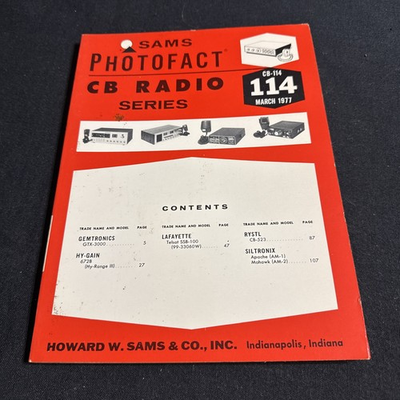 SAMS
PHOTOFACT
CB RADIO
SERIES
CB-114
114
MARCH 1977
CONTENTS
TRADE NAME AND MODEL PAGE
GEMTRONICS
GTX-3000 ........ 5
HY-GAIN
672B
(Hy-Range III) ........ 27
TRADE NAME AND MODEL PAGE
LAFAYETTE
Telsat SSB-100
(99-33060W) ........ 47
TRADE NAME AND MODEL PAGE
RYSTL
CB-523 ........ 87
SILTRONIX
Apache (AM-1)
Mohawk (AM-2) ........ 107
HOWARD W. SAMS & CO., INC. Indianapolis, Indiana